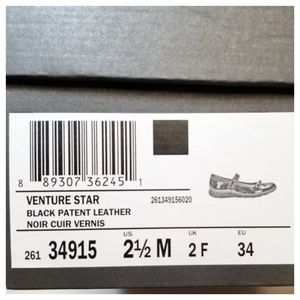 8 89307 36245 1
VENTURE STAR 261349156020
BLACK PATENT LEATHER
NOIR CUIR VERNIS
US UK EU
261 34915 2½ M 2 F 34